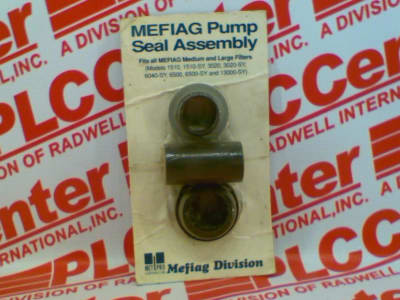 MEFIAG Pump
Seal Assembly
Fits all MEFIAG Medium and Large Filters
(Models 1510, 1510-SY, 3020, 3020-SY,
6040-SY, 6500, 6500-SY and 13000-SY)
Mefiag Division
PLCCenter
A DIVISION OF RADWELL INTERNATIONAL, INC.